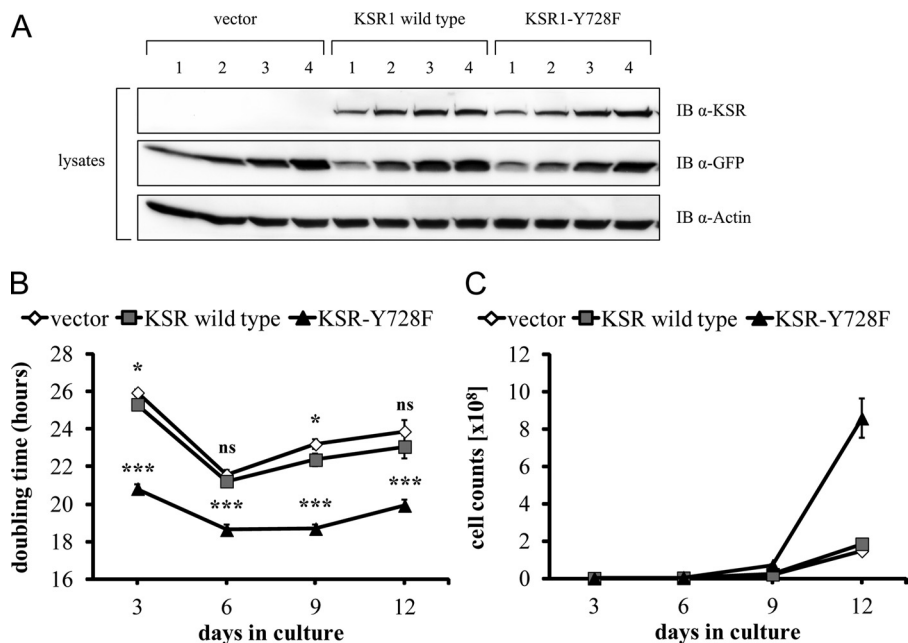 A
vector KSR1 wild type KSR1-Y728F
1 2 3 4 1 2 3 4 1 2 3 4
IB α-KSR
lysates IB α-GFP
IB α-Actin
B
vector KSR wild type KSR-Y728F
doubling time (hours)
28
26
24
22
20
18
16
* ns * ns
*** *** *** ***
3 6 9 12
days in culture
C
vector KSR wild type KSR-Y728F
cell counts [x10⁸]
12
10
8
6
4
2
0
3 6 9 12
days in culture